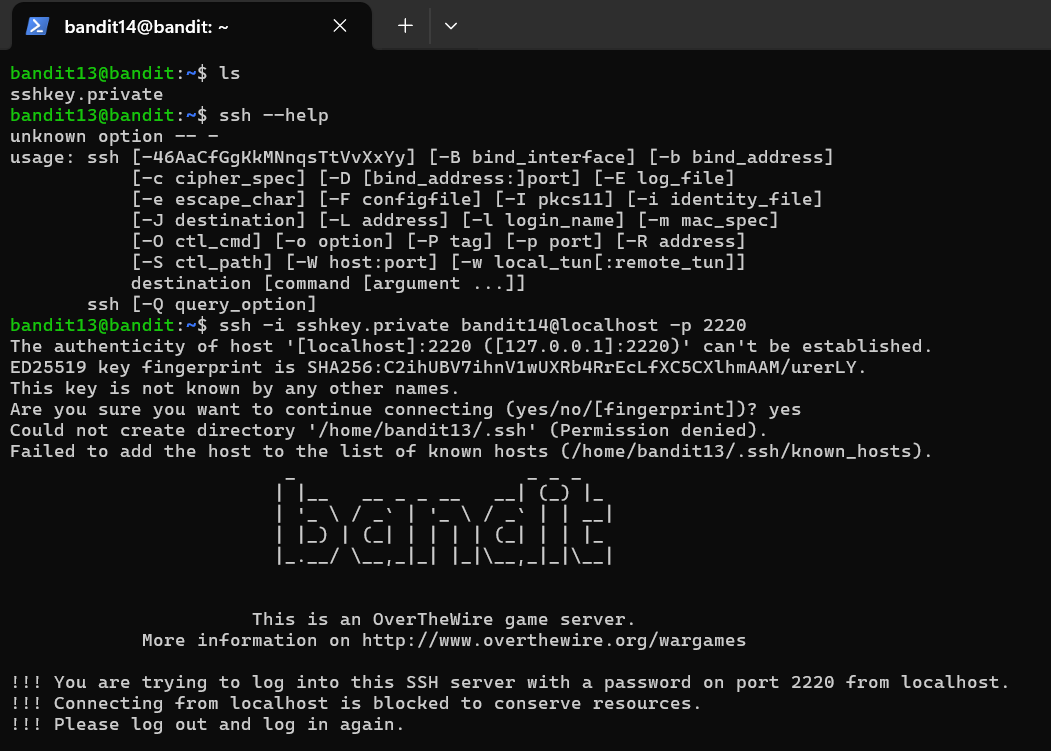 bandit14@bandit: ~
bandit13@bandit:~$ ls
sshkey.private
bandit13@bandit:~$ ssh --help
unknown option -- -
usage: ssh [-46AaCfGgKkMNnqsTtVvXxYy] [-B bind_interface] [-b bind_address]
           [-c cipher_spec] [-D [bind_address:]port] [-E log_file]
           [-e escape_char] [-F configfile] [-I pkcs11] [-i identity_file]
           [-J destination] [-L address] [-l login_name] [-m mac_spec]
           [-O ctl_cmd] [-o option] [-P tag] [-p port] [-R address]
           [-S ctl_path] [-W host:port] [-w local_tun[:remote_tun]]
           destination [command [argument ...]]
       ssh [-Q query_option]
bandit13@bandit:~$ ssh -i sshkey.private bandit14@localhost -p 2220
The authenticity of host '[localhost]:2220 ([127.0.0.1]:2220)' can't be established.
ED25519 key fingerprint is SHA256:C2ihUBV7ihnV1wUXRb4RrEcLfXC5CXlhmAAM/urerLY.
This key is not known by any other names.
Are you sure you want to continue connecting (yes/no/[fingerprint])? yes
Could not create directory '/home/bandit13/.ssh' (Permission denied).
Failed to add the host to the list of known hosts (/home/bandit13/.ssh/known_hosts).
bandit
This is an OverTheWire game server.
More information on http://www.overthewire.org/wargames
!!! You are trying to log into this SSH server with a password on port 2220 from localhost.
!!! Connecting from localhost is blocked to conserve resources.
!!! Please log out and log in again.